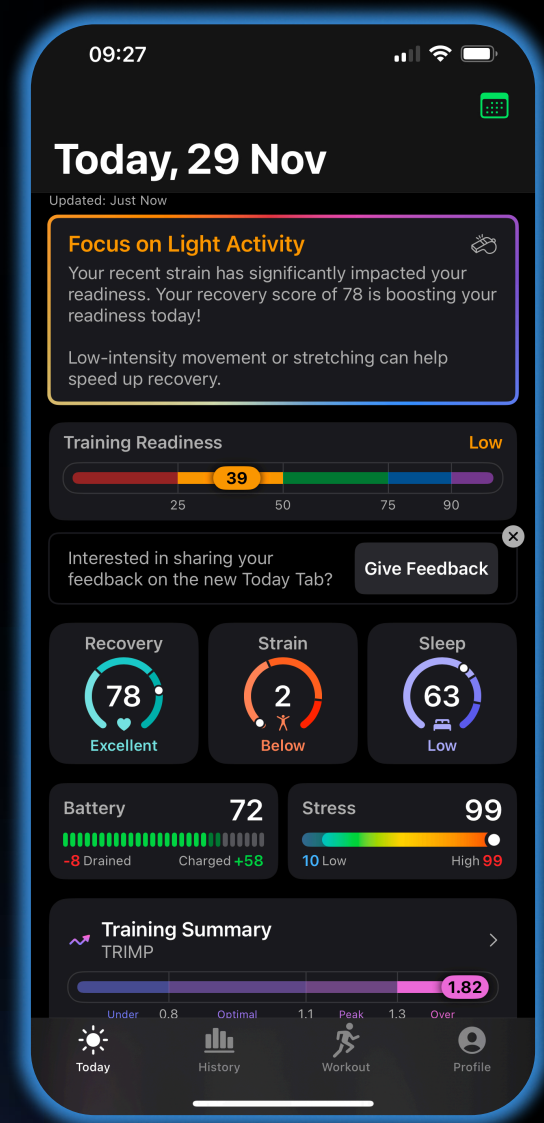 09:27
Today, 29 Nov
Updated: Just Now
Focus on Light Activity
Your recent strain has significantly impacted your
readiness. Your recovery score of 78 is boosting your
readiness today!
Low-intensity movement or stretching can help
speed up recovery.
Training Readiness Low
39
25 50 75 90
Interested in sharing your
feedback on the new Today Tab?
Give Feedback
Recovery
78
Excellent
Strain
2
Below
Sleep
63
Low
Battery 72
-8 Drained Charged +58
Stress 99
10 Low High 99
Training Summary
TRIMP
1.82
Under 0.8 Optimal 1.1 Peak 1.3 Over
Today History Workout Profile